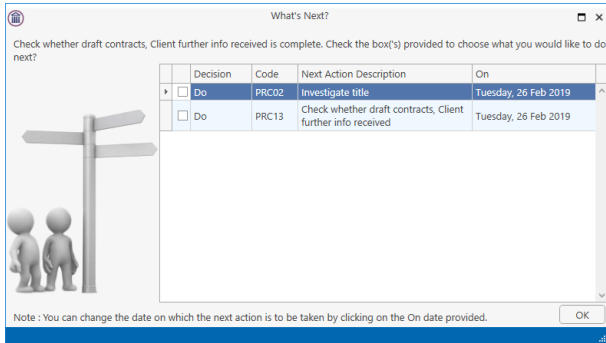 What's Next?
Check whether draft contracts, Client further info received is complete. Check the box('s) provided to choose what you would like to do
next?
Decision Code Next Action Description On
Do PRC02 Investigate title Tuesday, 26 Feb 2019
Do PRC13 Check whether draft contracts, Client further info received Tuesday, 26 Feb 2019
Note : You can change the date on which the next action is to be taken by clicking on the On date provided.
OK